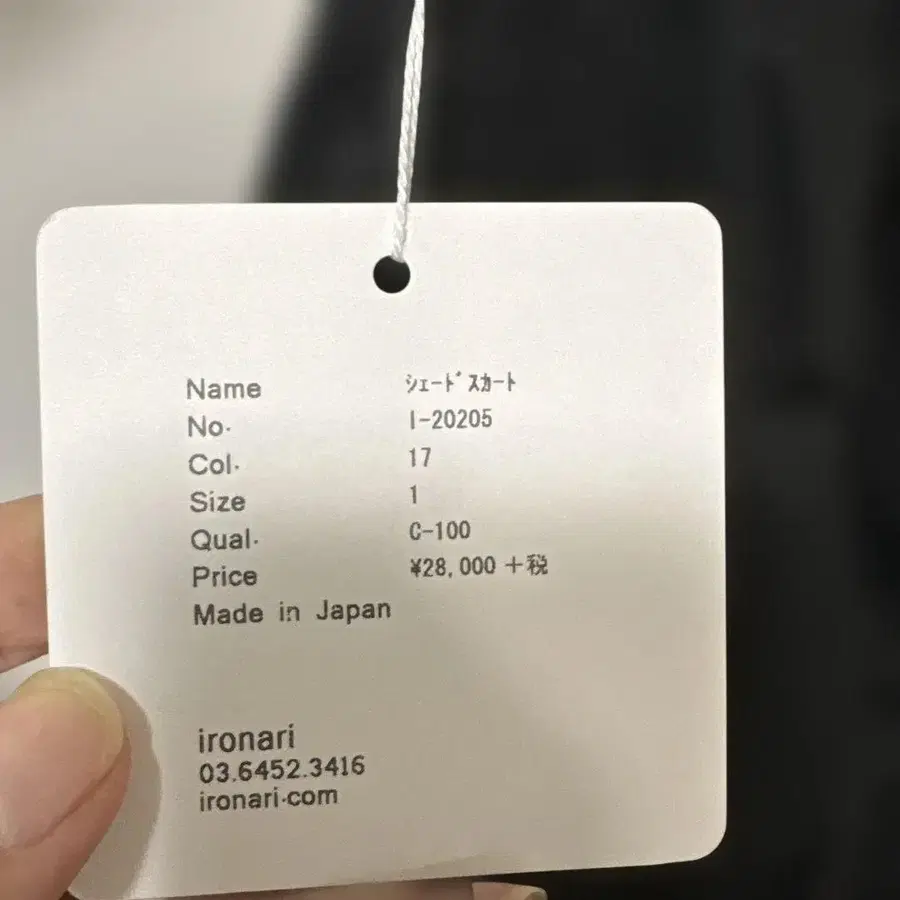 Name ｼｪｰﾄﾞｽｶｰﾄ
No. I-20205
Col. 17
Size 1
Qual. C-100
Price ¥28,000 +税
Made in Japan
ironari
03.6452.3416
ironari.com